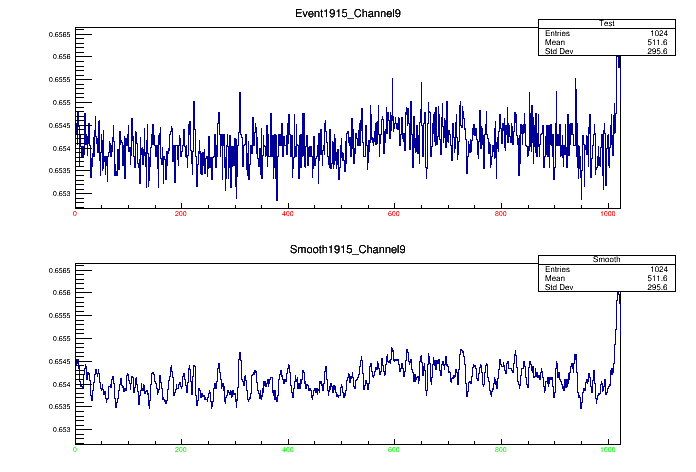 Event1915_Channel9
Test
Entries 1024
Mean 511.6
Std Dev 295.6
0.6565
0.656
0.6555
0.655
0.6545
0.654
0.6535
0.653
0 200 400 600 800 1000
Smooth1915_Channel9
Smooth
Entries 1024
Mean 511.6
Std Dev 295.6
0.6565
0.656
0.6555
0.655
0.6545
0.654
0.6535
0.653
0 200 400 600 800 1000